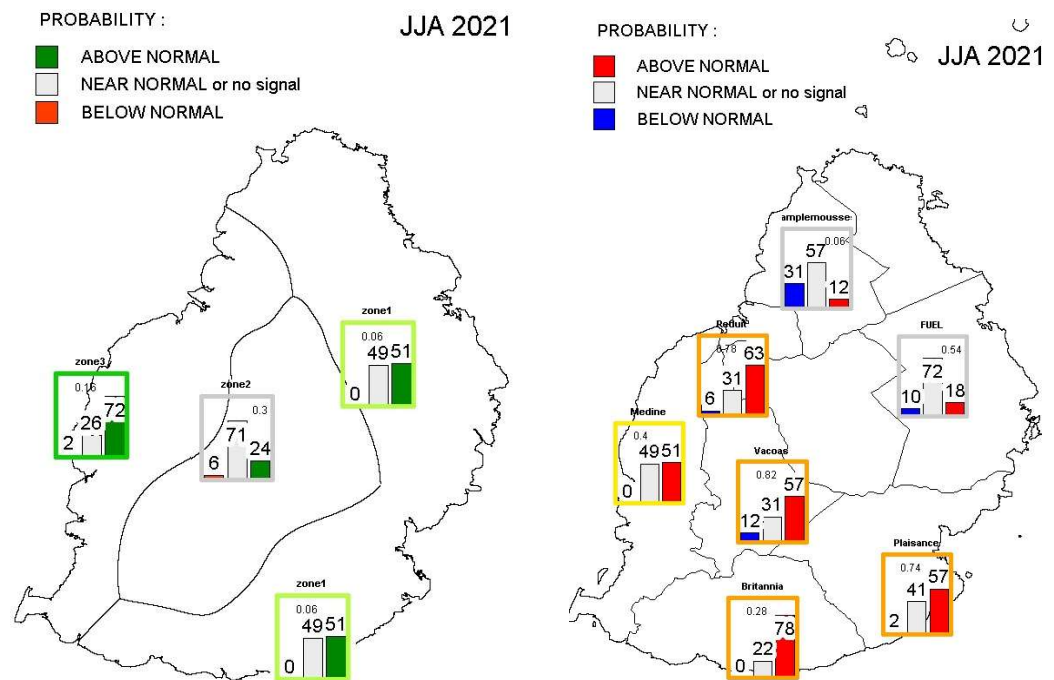 PROBABILITY :
JJA 2021
ABOVE NORMAL
NEAR NORMAL or no signal
BELOW NORMAL
zone1
0.06
0 49 51
zone3
0.16
2 26 72
zone2
0.3
6 71 24
zone1
0.06
0 49 51
PROBABILITY :
JJA 2021
ABOVE NORMAL
NEAR NORMAL or no signal
BELOW NORMAL
amplemousse
0.06
31 57 12
Reduit
0.78
6 31 63
FUEL
0.54
10 72 18
Medine
0.4
0 49 51
Vacoas
0.82
12 31 57
Plaisance
0.74
2 41 57
Britannia
0.28
0 22 78